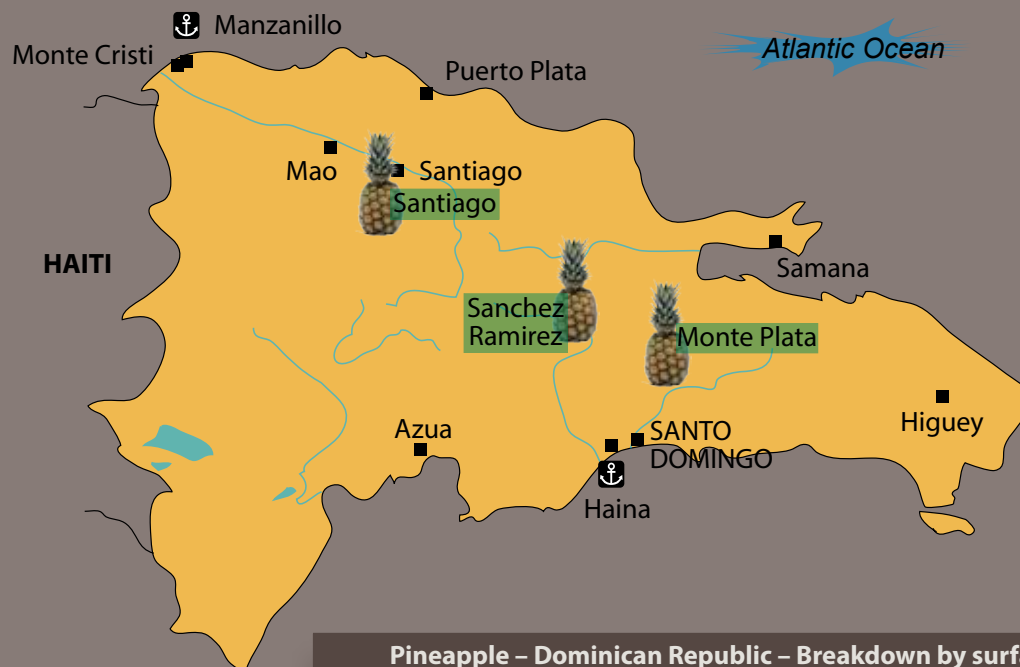 Manzanillo
Monte Cristi
Atlantic Ocean
Puerto Plata
Mao
Santiago
Santiago
HAITI
Samana
Sanchez
Ramirez
Monte Plata
Higuey
Azua
SANTO
DOMINGO
Haina
Pineapple – Dominican Republic – Breakdown by surf